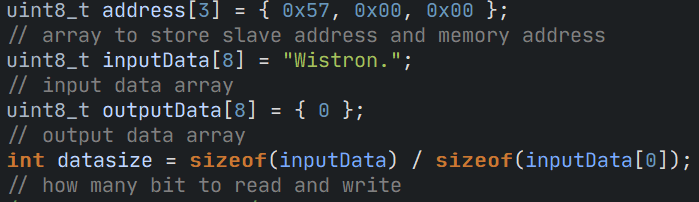 uint8_t address[3] = { 0x57, 0x00, 0x00 };
// array to store slave address and memory address
uint8_t inputData[8] = "Wistron.";
// input data array
uint8_t outputData[8] = { 0 };
// output data array
int datasize = sizeof(inputData) / sizeof(inputData[0]);
// how many bit to read and write